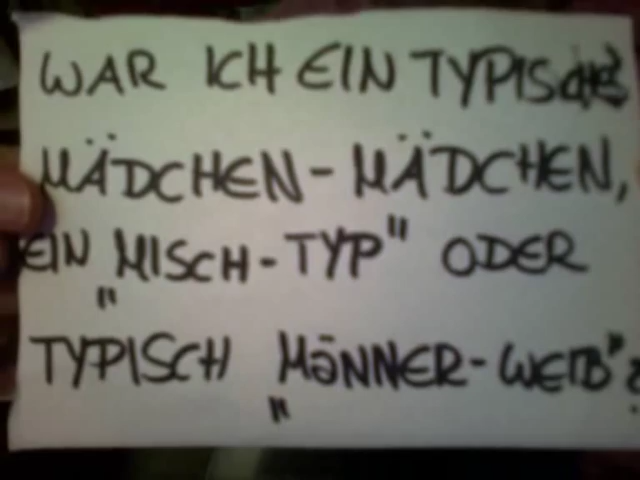 WAR ICH EIN TYPISCHES
MÄDCHEN-MÄDCHEN,
EIN „MISCH-TYP" ODER
TYPISCH „MÄNNER-WEIB"?